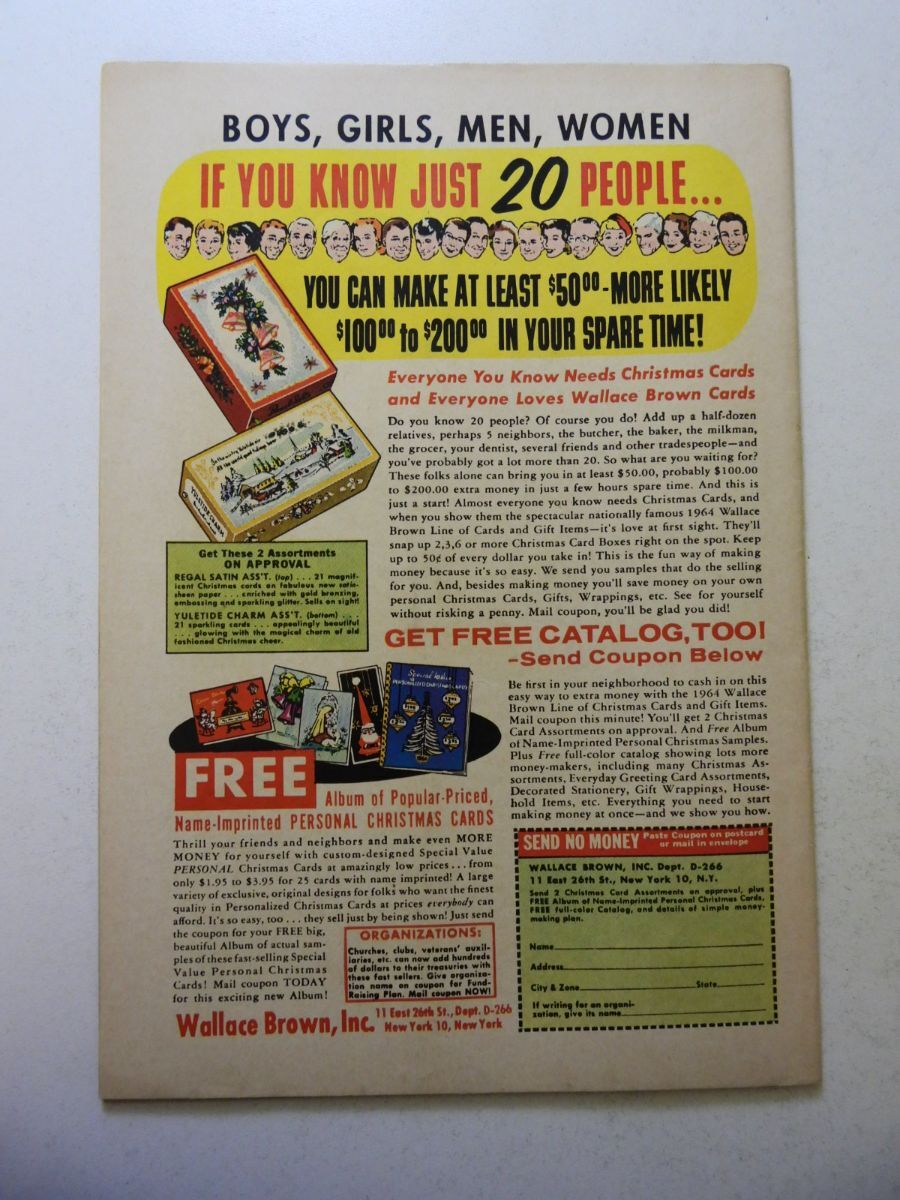 BOYS, GIRLS, MEN, WOMEN
IF YOU KNOW JUST 20 PEOPLE...
YOU CAN MAKE AT LEAST $50⁰⁰-MORE LIKELY
$100⁰⁰ to $200⁰⁰ IN YOUR SPARE TIME!
Everyone You Know Needs Christmas Cards
and Everyone Loves Wallace Brown Cards
Do you know 20 people? Of course you do! Add up a half-dozen
relatives, perhaps 5 neighbors, the butcher, the baker, the milkman,
the grocer, your dentist, several friends and other tradespeople—and
you've probably got a lot more than 20. So what are you waiting for?
These folks alone can bring you in at least $50.00, probably $100.00
to $200.00 extra money in just a few hours spare time. And this is
just a start! Almost everyone you know needs Christmas Cards, and
when you show them the spectacular nationally famous 1964 Wallace
Brown Line of Cards and Gift Items—it's love at first sight. They'll
snap up 2,3,6 or more Christmas Card Boxes right on the spot. Keep
up to 50¢ of every dollar you take in! This is the fun way of making
money because it's so easy. We send you samples that do the selling
for you. And, besides making money you'll save money on your own
personal Christmas Cards, Gifts, Wrappings, etc. See for yourself
without risking a penny. Mail coupon, you'll be glad you did!
Get These 2 Assortments
ON APPROVAL
REGAL SATIN ASS'T. (top) . . . 21 magnif-
icent Christmas cards on fabulous new satin-
sheen paper . . . enriched with gold bronzing,
embossing and sparkling glitter. Sells on sight!
YULETIDE CHARM ASS'T. (bottom) . . .
21 sparkling cards . . . appealingly beautiful
. . . glowing with the magical charm of old
fashioned Christmas cheer.
GET FREE CATALOG, TOO!
-Send Coupon Below
Be first in your neighborhood to cash in on this
easy way to extra money with the 1964 Wallace
Brown Line of Christmas Cards and Gift Items.
Mail coupon this minute! You'll get 2 Christmas
Card Assortments on approval. And Free Album
of Name-Imprinted Personal Christmas Samples.
Plus Free full-color catalog showing lots more
money-makers, including many Christmas As-
sortments, Everyday Greeting Card Assortments,
Decorated Stationery, Gift Wrappings, House-
hold Items, etc. Everything you need to start
making money at once—and we show you how.
Special Value
PERSONALIZED CHRISTMAS CARDS
FREE
Album of Popular-Priced,
Name-Imprinted PERSONAL CHRISTMAS CARDS
Thrill your friends and neighbors and make even MORE
MONEY for yourself with custom-designed Special Value
PERSONAL Christmas Cards at amazingly low prices...from
only $1.95 to $3.95 for 25 cards with name imprinted! A large
variety of exclusive, original designs for folks who want the finest
quality in Personalized Christmas Cards at prices everybody can
afford. It's so easy, too...they sell just by being shown! Just send
the coupon for your FREE big,
beautiful Album of actual sam-
ples of these fast-selling Special
Value Personal Christmas
Cards! Mail coupon TODAY
for this exciting new Album!
ORGANIZATIONS:
Churches, clubs, veterans' auxil-
iaries, etc. can now add hundreds
of dollars to their treasuries with
these fast sellers. Give organiza-
tion name on coupon for Fund-
Raising Plan. Mail coupon NOW!
Wallace Brown, Inc. 11 East 26th St., Dept. D-266
New York 10, New York
SEND NO MONEY Paste Coupon on postcard
or mail in envelope
WALLACE BROWN, INC. Dept. D-266
11 East 26th St., New York 10, N.Y.
Send 2 Christmas Card Assortments on approval, plus
FREE Album of Name-Imprinted Personal Christmas Cards,
FREE full-color Catalog, and details of simple money-
making plan.
Name
Address
City & Zone State
If writing for an organi-
zation, give its name